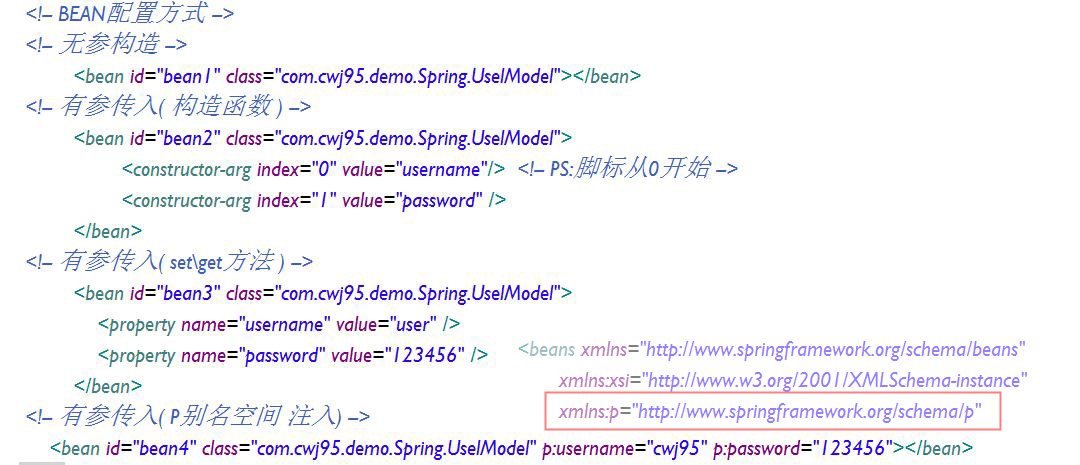 <!– BEAN配置方式 –>
<!– 无参构造 –>
<bean id="bean1" class="com.cwj95.demo.Spring.UselModel"></bean>
<!– 有参传入( 构造函数 ) –>
<bean id="bean2" class="com.cwj95.demo.Spring.UselModel">
<constructor-arg index="0" value="username"/> <!– PS:脚标从0开始 –>
<constructor-arg index="1" value="password" />
</bean>
<!– 有参传入( set\get方法 ) –>
<bean id="bean3" class="com.cwj95.demo.Spring.UselModel">
<property name="username" value="user" />
<property name="password" value="123456" />
</bean>
<beans xmlns="http://www.springframework.org/schema/beans"
xmlns:xsi="http://www.w3.org/2001/XMLSchema-instance"
xmlns:p="http://www.springframework.org/schema/p"
<!– 有参传入( P别名空间 注入) –>
<bean id="bean4" class="com.cwj95.demo.Spring.UselModel" p:username="cwj95" p:password="123456"></bean>